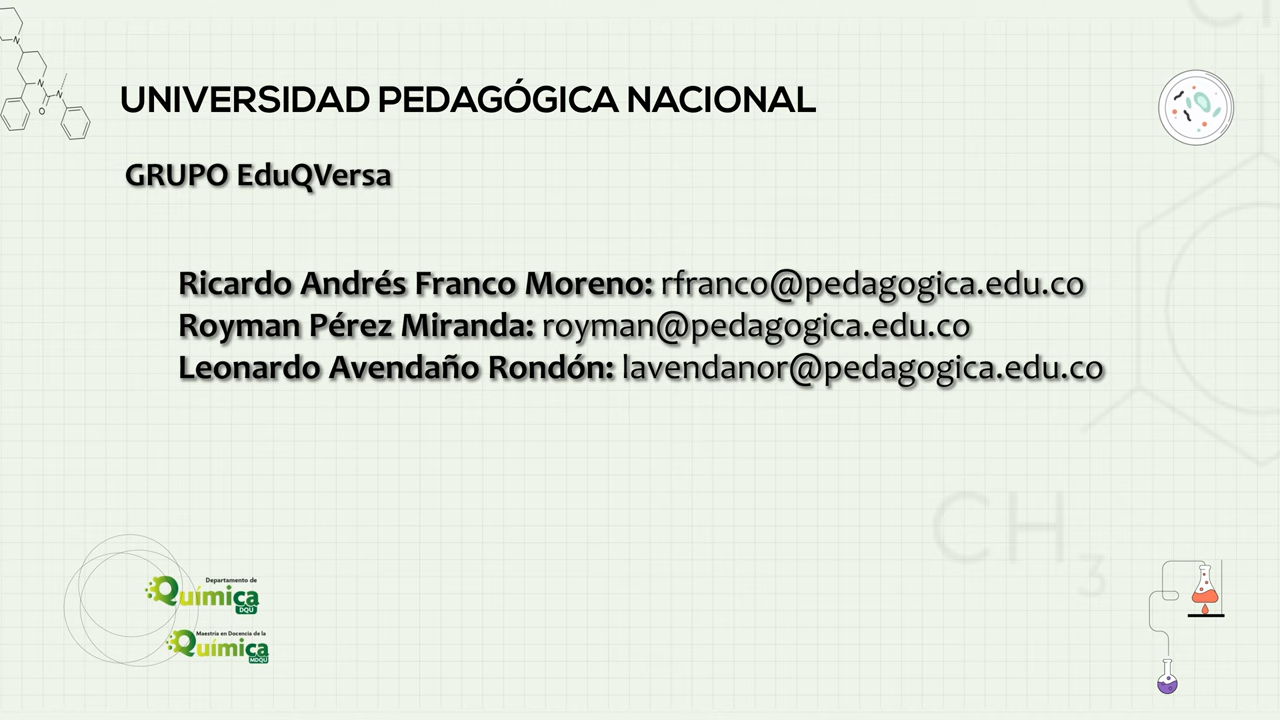 UNIVERSIDAD PEDAGÓGICA NACIONAL
GRUPO EduQVersa
Ricardo Andrés Franco Moreno: rfranco@pedagogica.edu.co
Royman Pérez Miranda: royman@pedagogica.edu.co
Leonardo Avendaño Rondón: lavendanor@pedagogica.edu.co
CH3
Departamento de
Química
DQU
Maestría en Docencia de la
Química
MDQU